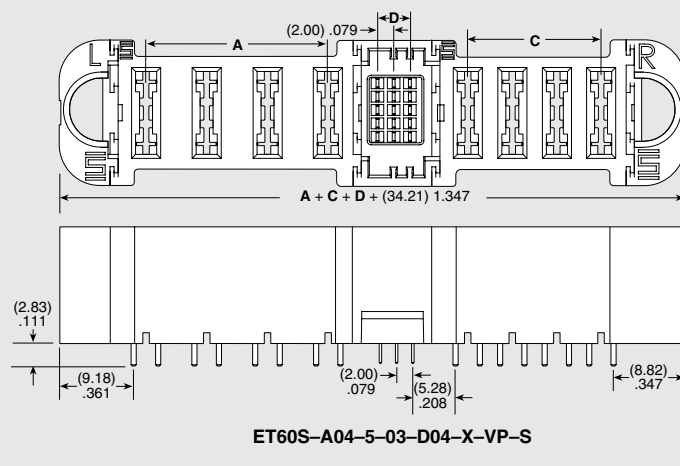 D
(2.00) .079
L
A
C
R
A + C + D + (34.21) 1.347
(2.83)
.111
(9.18)
.361
(2.00)
.079
(5.28)
.208
(8.82)
.347
ET60S–A04–5–03–D04–X–VP–S